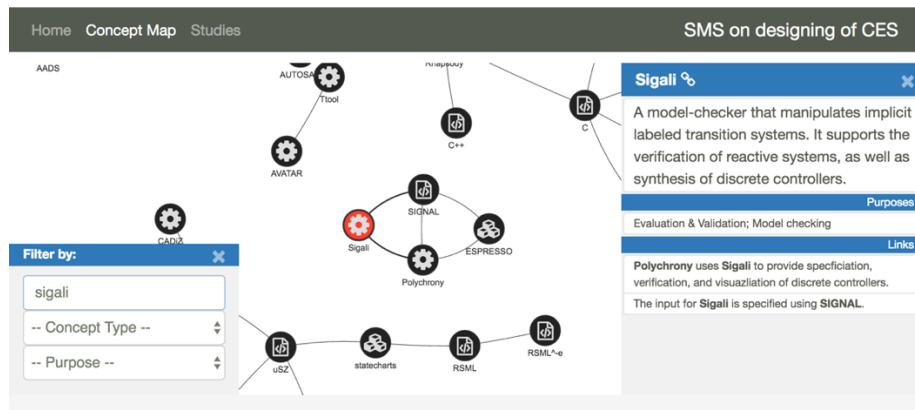 Home Concept Map Studies SMS on designing of CES
AADS
AUTOSA
Ttool
AVATAR
Rhapsody
C++
C
CADiZ
SIGNAL
Sigali
ESPRESSO
Polychrony
uSZ
statecharts
RSML
RSML^-e
Filter by:
sigali
-- Concept Type --
-- Purpose --
Sigali
A model-checker that manipulates implicit
labeled transition systems. It supports the
verification of reactive systems, as well as
synthesis of discrete controllers.
Purposes
Evaluation & Validation; Model checking
Links
Polychrony uses Sigali to provide specficiation,
verification, and visuazliation of discrete controllers.
The input for Sigali is specified using SIGNAL.